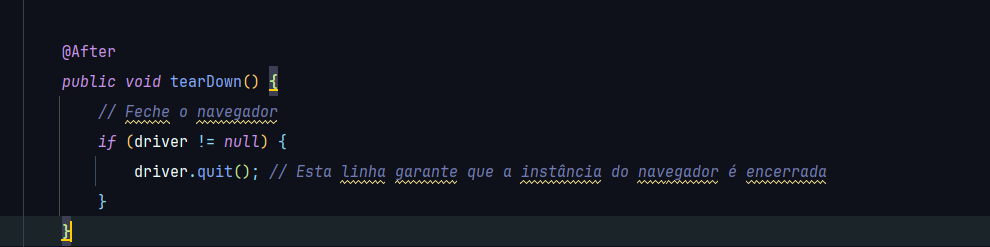 @After
public void tearDown() {
// Feche o navegador
if (driver != null) {
driver.quit(); // Esta linha garante que a instância do navegador é encerrada
}
}